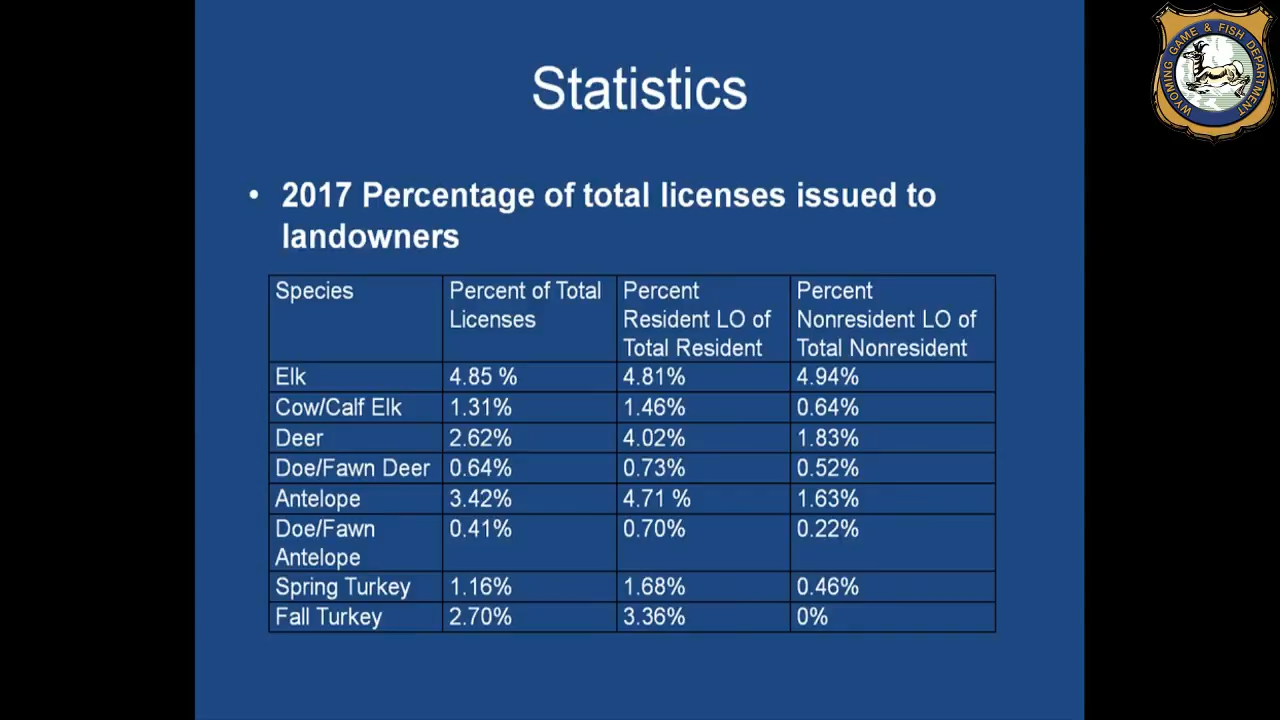 Statistics
• 2017 Percentage of total licenses issued to
landowners
Species
Percent of Total
Licenses
Percent
Resident LO of
Total Resident
Percent
Nonresident LO of
Total Nonresident
Elk 4.85 % 4.81% 4.94%
Cow/Calf Elk 1.31% 1.46% 0.64%
Deer 2.62% 4.02% 1.83%
Doe/Fawn Deer 0.64% 0.73% 0.52%
Antelope 3.42% 4.71 % 1.63%
Doe/Fawn
Antelope
0.41% 0.70% 0.22%
Spring Turkey 1.16% 1.68% 0.46%
Fall Turkey 2.70% 3.36% 0%
WYOMING GAME & FISH DEPARTMENT